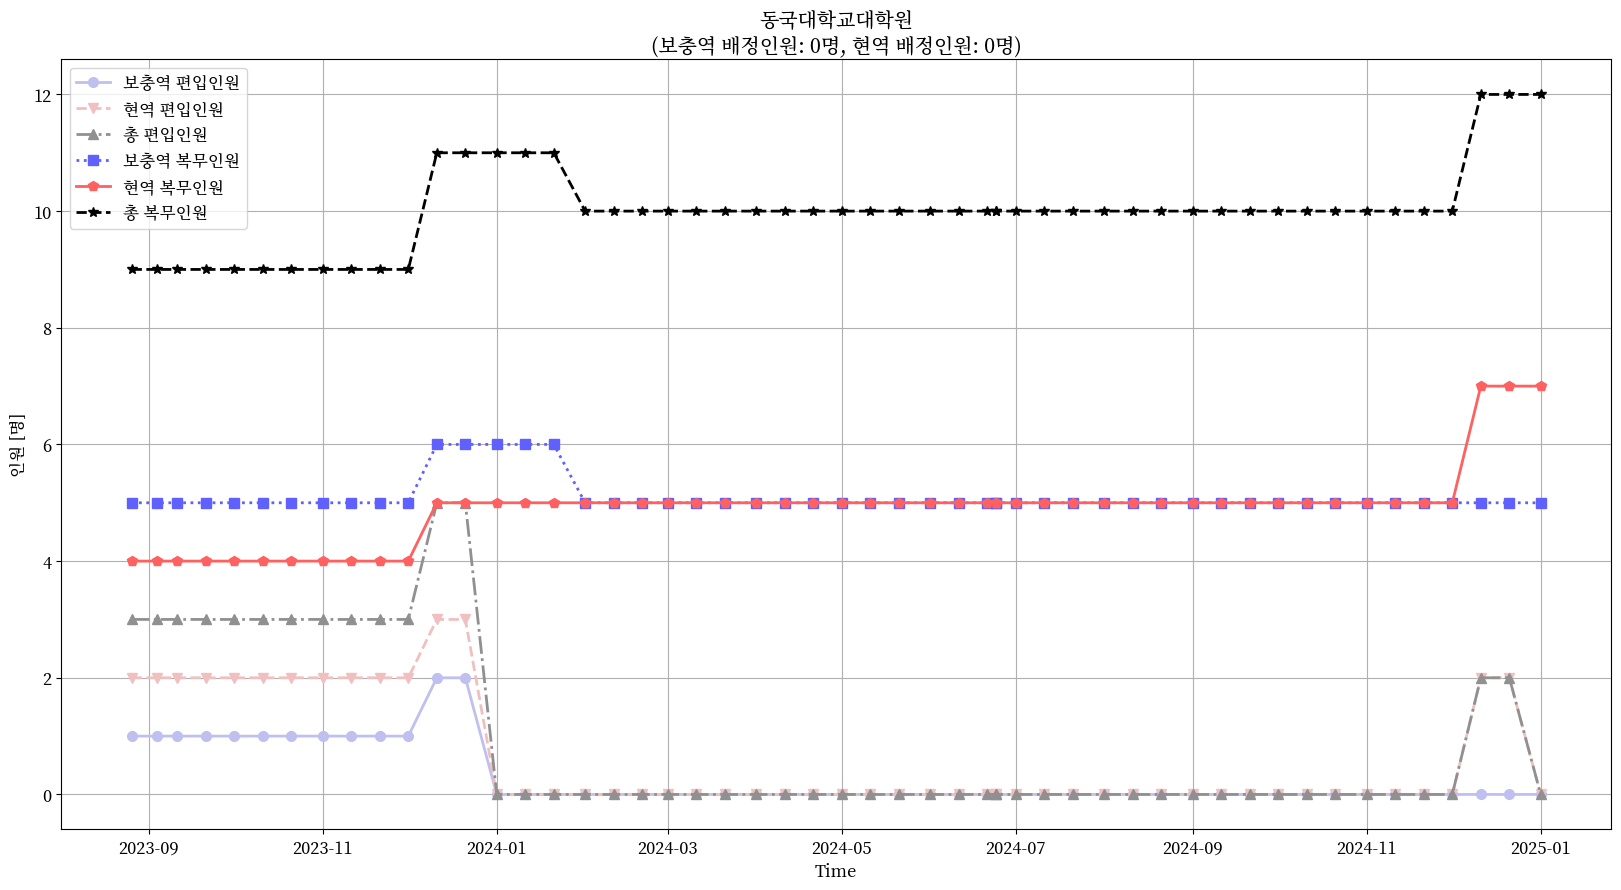 동국대학교대학원
(보충역 배정인원: 0명, 현역 배정인원: 0명)
보충역 편입인원
현역 편입인원
총 편입인원
보충역 복무인원
현역 복무인원
총 복무인원
인원 [명]
12
10
8
6
4
2
0
2023-09
2023-11
2024-01
2024-03
2024-05
2024-07
2024-09
2024-11
2025-01
Time